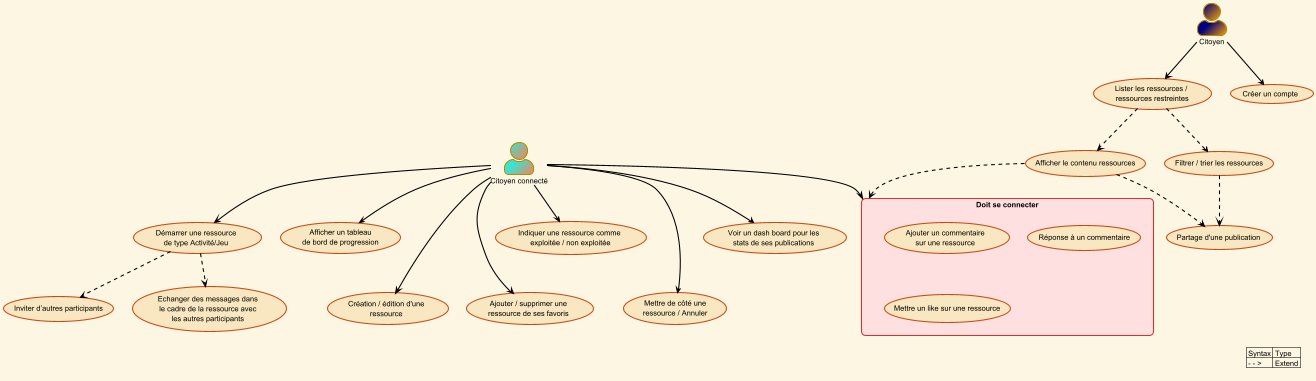 Citoyen
Lister les ressources /
ressources restreintes
Créer un compte
Citoyen connecté
Afficher le contenu ressources
Filtrer / trier les ressources
Démarrer une ressource
de type Activité/Jeu
Afficher un tableau
de bord de progression
Indiquer une ressource comme
exploitée / non exploitée
Voir un dash board pour les
stats de ses publications
Doit se connecter
Ajouter un commentaire
sur une ressource
Réponse à un commentaire
Partage d'une publication
Inviter d'autres participants
Echanger des messages dans
le cadre de la ressource avec
les autres participants
Création / édition d'une
ressource
Ajouter / supprimer une
ressource de ses favoris
Mettre de côté une
ressource / Annuler
Mettre un like sur une ressource
Syntax Type
- - > Extend